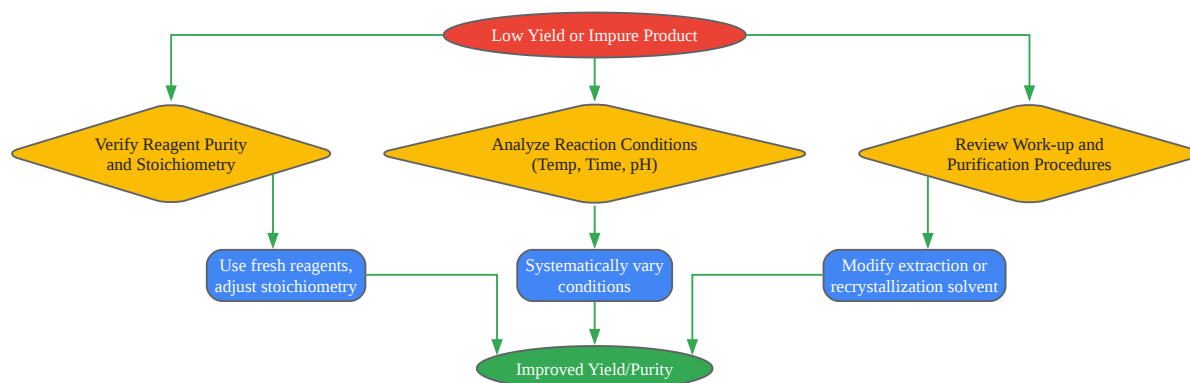 Low Yield or Impure Product
Verify Reagent Purity
and Stoichiometry
Analyze Reaction Conditions
(Temp, Time, pH)
Review Work-up and
Purification Procedures
Use fresh reagents,
adjust stoichiometry
Systematically vary
conditions
Modify extraction or
recrystallization solvent
Improved Yield/Purity